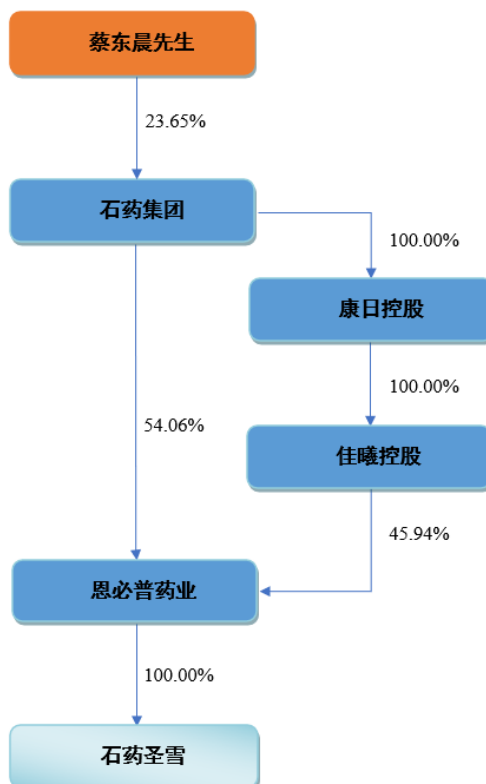 蔡东晨先生
23.65%
石药集团
100.00%
康日控股
100.00%
54.06%
佳曦控股
45.94%
恩必普药业
100.00%
石药圣雪